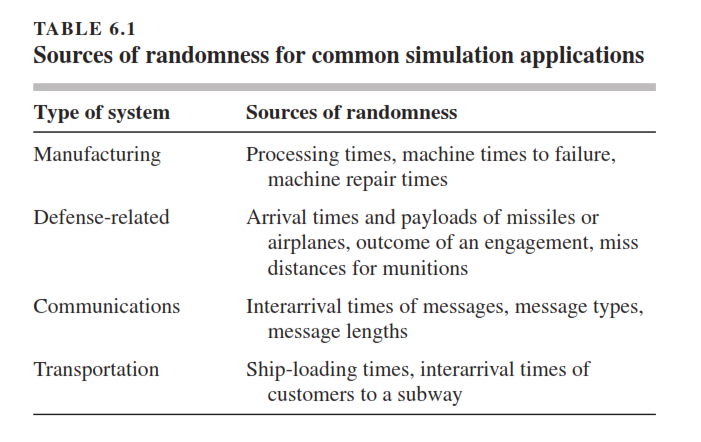 TABLE 6.1
Sources of randomness for common simulation applications
Type of system Sources of randomness
Manufacturing Processing times, machine times to failure,
machine repair times
Defense-related Arrival times and payloads of missiles or
airplanes, outcome of an engagement, miss
distances for munitions
Communications Interarrival times of messages, message types,
message lengths
Transportation Ship-loading times, interarrival times of
customers to a subway